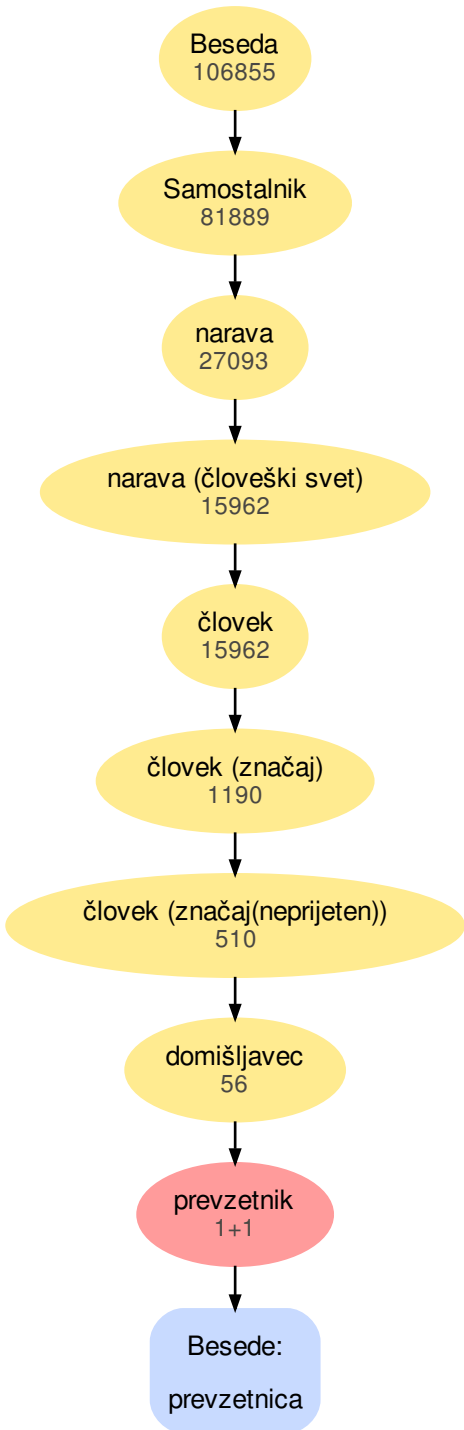 Beseda
106855
Samostalnik
81889
narava
27093
narava (človeški svet)
15962
človek
15962
človek (značaj)
1190
človek (značaj(neprijeten))
510
domišljavec
56
prevzetnik
1+1
Besede:
prevzetnica